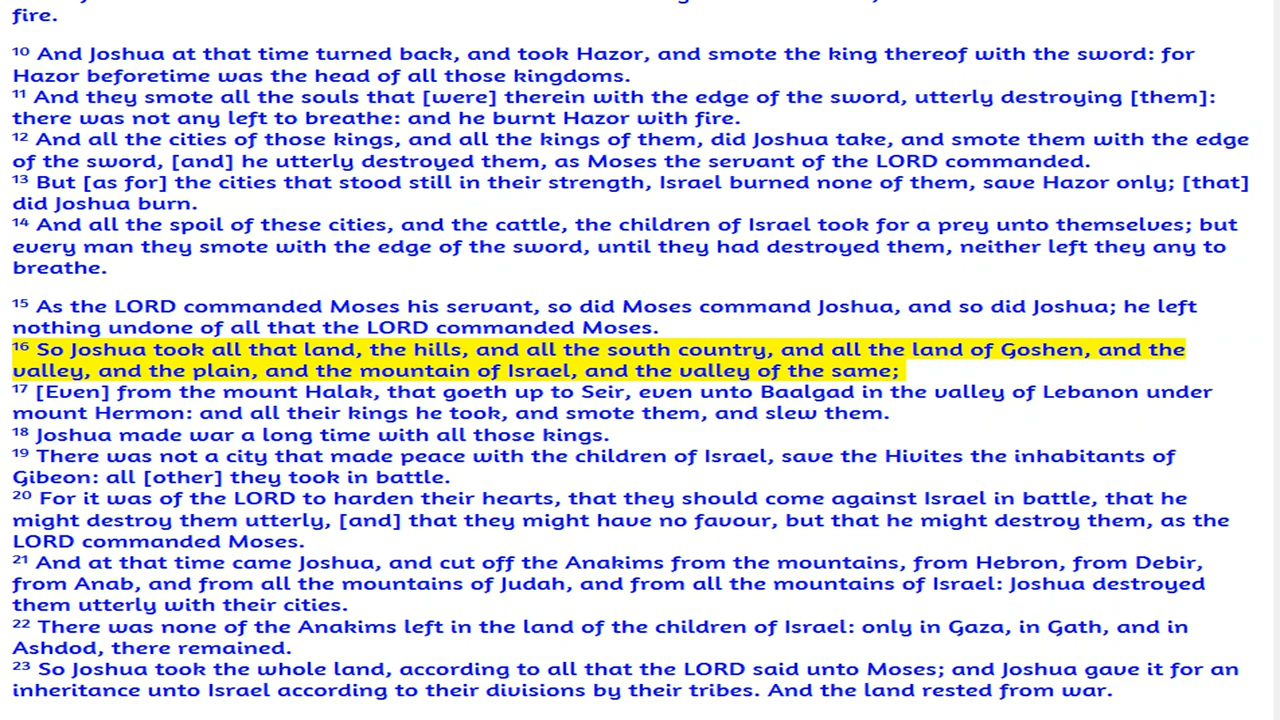 fire.
¹⁰ And Joshua at that time turned back, and took Hazor, and smote the king thereof with the sword: for
Hazor beforetime was the head of all those kingdoms.
¹¹ And they smote all the souls that [were] therein with the edge of the sword, utterly destroying [them]:
there was not any left to breathe: and he burnt Hazor with fire.
¹² And all the cities of those kings, and all the kings of them, did Joshua take, and smote them with the edge
of the sword, [and] he utterly destroyed them, as Moses the servant of the LORD commanded.
¹³ But [as for] the cities that stood still in their strength, Israel burned none of them, save Hazor only; [that]
did Joshua burn.
¹⁴ And all the spoil of these cities, and the cattle, the children of Israel took for a prey unto themselves; but
every man they smote with the edge of the sword, until they had destroyed them, neither left they any to
breathe.
¹⁵ As the LORD commanded Moses his servant, so did Moses command Joshua, and so did Joshua; he left
nothing undone of all that the LORD commanded Moses.
¹⁶ So Joshua took all that land, the hills, and all the south country, and all the land of Goshen, and the
valley, and the plain, and the mountain of Israel, and the valley of the same;
¹⁷ [Even] from the mount Halak, that goeth up to Seir, even unto Baalgad in the valley of Lebanon under
mount Hermon: and all their kings he took, and smote them, and slew them.
¹⁸ Joshua made war a long time with all those kings.
¹⁹ There was not a city that made peace with the children of Israel, save the Hivites the inhabitants of
Gibeon: all [other] they took in battle.
²⁰ For it was of the LORD to harden their hearts, that they should come against Israel in battle, that he
might destroy them utterly, [and] that they might have no favour, but that he might destroy them, as the
LORD commanded Moses.
²¹ And at that time came Joshua, and cut off the Anakims from the mountains, from Hebron, from Debir,
from Anab, and from all the mountains of Judah, and from all the mountains of Israel: Joshua destroyed
them utterly with their cities.
²² There was none of the Anakims left in the land of the children of Israel: only in Gaza, in Gath, and in
Ashdod, there remained.
²³ So Joshua took the whole land, according to all that the LORD said unto Moses; and Joshua gave it for an
inheritance unto Israel according to their divisions by their tribes. And the land rested from war.